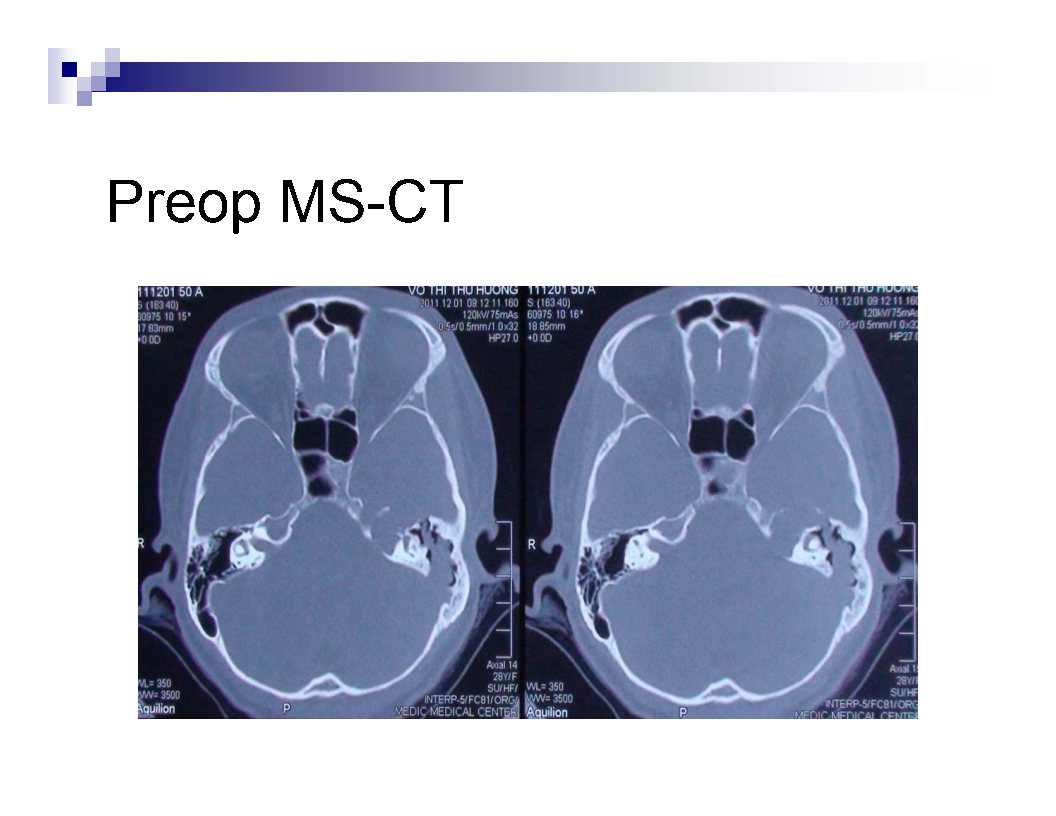 Preop MS-CT
111201 50 A
S (163.40)
60975 10:15*
17.83mm
+0.0D
VO THI THU HUONG
2011 12 01 09 12 11.160
120kV/75mAs
0.5s/0.5mm/1.0x32
HP27.0
R
WL= 350
WW= 3500
Aquilion
P
Axial.14
28Y/F
SU/HF/
INTERP-5/FC81/ORG/
MEDIC-MEDICAL CENTER
111201 50 A
S: (163.40)
60975 10:16*
18.85mm
+0.0D
VO THI THU HUONG
2011 12 01 09 12 11.160
120kV/75mAs
0.5s/0.5mm/1.0x32
HP27.0
R
WL= 350
WW= 3500
Aquilion
P
Axial
28Y/F
SU/HF
INTERP-5/FC81/ORG
MEDIC-MEDICAL CENTE